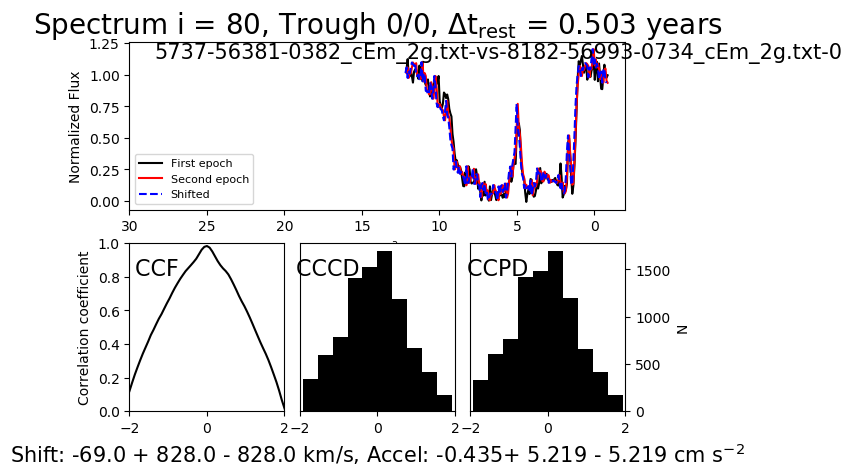 Spectrum i = 80, Trough 0/0, Δt_rest = 0.503 years
5737-56381-0382_cEm_2g.txt-vs-8182-56993-0734_cEm_2g.txt-0
Normalized Flux
1.25
1.00
0.75
0.50
0.25
0.00
First epoch
Second epoch
Shifted
30 25 20 15 10 5 0
Correlation coefficient
1.0
0.8
0.6
0.4
0.2
0.0
CCF
CCCD
CCPD
1500
1000
500
0
N
−2 0 2
−2 0 2
−2 0 2
Shift: -69.0 + 828.0 - 828.0 km/s, Accel: -0.435+ 5.219 - 5.219 cm s⁻²